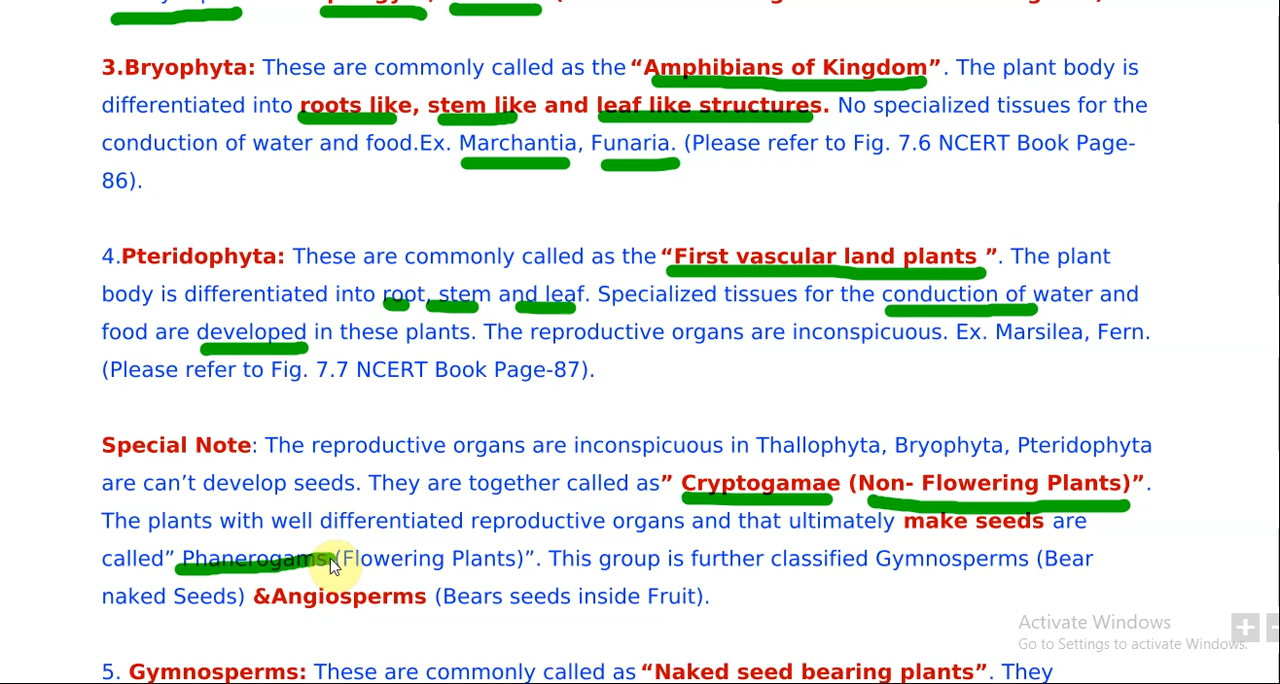 3.Bryophyta: These are commonly called as the “Amphibians of Kingdom”. The plant body is
differentiated into roots like, stem like and leaf like structures. No specialized tissues for the
conduction of water and food.Ex. Marchantia, Funaria. (Please refer to Fig. 7.6 NCERT Book Page-
86).
4.Pteridophyta: These are commonly called as the “First vascular land plants ”. The plant
body is differentiated into root, stem and leaf. Specialized tissues for the conduction of water and
food are developed in these plants. The reproductive organs are inconspicuous. Ex. Marsilea, Fern.
(Please refer to Fig. 7.7 NCERT Book Page-87).
Special Note: The reproductive organs are inconspicuous in Thallophyta, Bryophyta, Pteridophyta
are can’t develop seeds. They are together called as” Cryptogamae (Non- Flowering Plants)”.
The plants with well differentiated reproductive organs and that ultimately make seeds are
called” Phanerogams (Flowering Plants)”. This group is further classified Gymnosperms (Bear
naked Seeds) &Angiosperms (Bears seeds inside Fruit).
Activate Windows
Go to Settings to activate Windows.
5. Gymnosperms: These are commonly called as “Naked seed bearing plants”. They